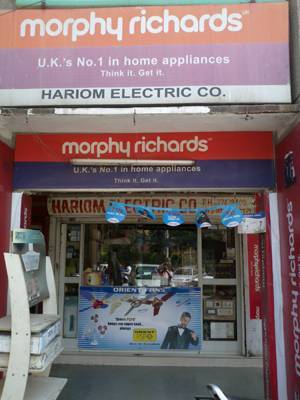 morphy richards
U.K.'s No.1 in home appliances
Think it. Get it.
HARIOM ELECTRIC CO.
morphy richards
U.K.'s No.1 in home appliances
Think it. Get it.
HARIOM ELECTRIC CO.
ORIENT FANS
morphy richards